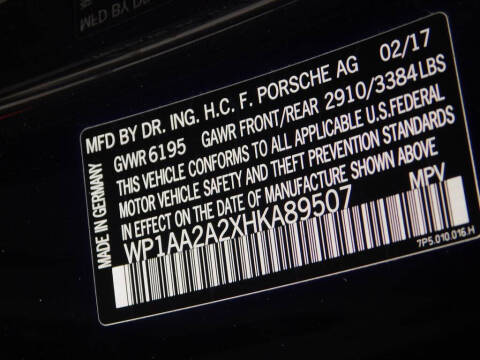 MFD BY DR. ING. H.C. F. PORSCHE AG 02/17
GVWR 6195 GAWR FRONT/REAR 2910/3384 LBS
THIS VEHICLE CONFORMS TO ALL APPLICABLE U.S. FEDERAL
MOTOR VEHICLE SAFETY AND THEFT PREVENTION STANDARDS
IN EFFECT ON THE DATE OF MANUFACTURE SHOWN ABOVE
WP1AA2A2XHKA89507 MPV
MADE IN GERMANY
7P5.010.016.H